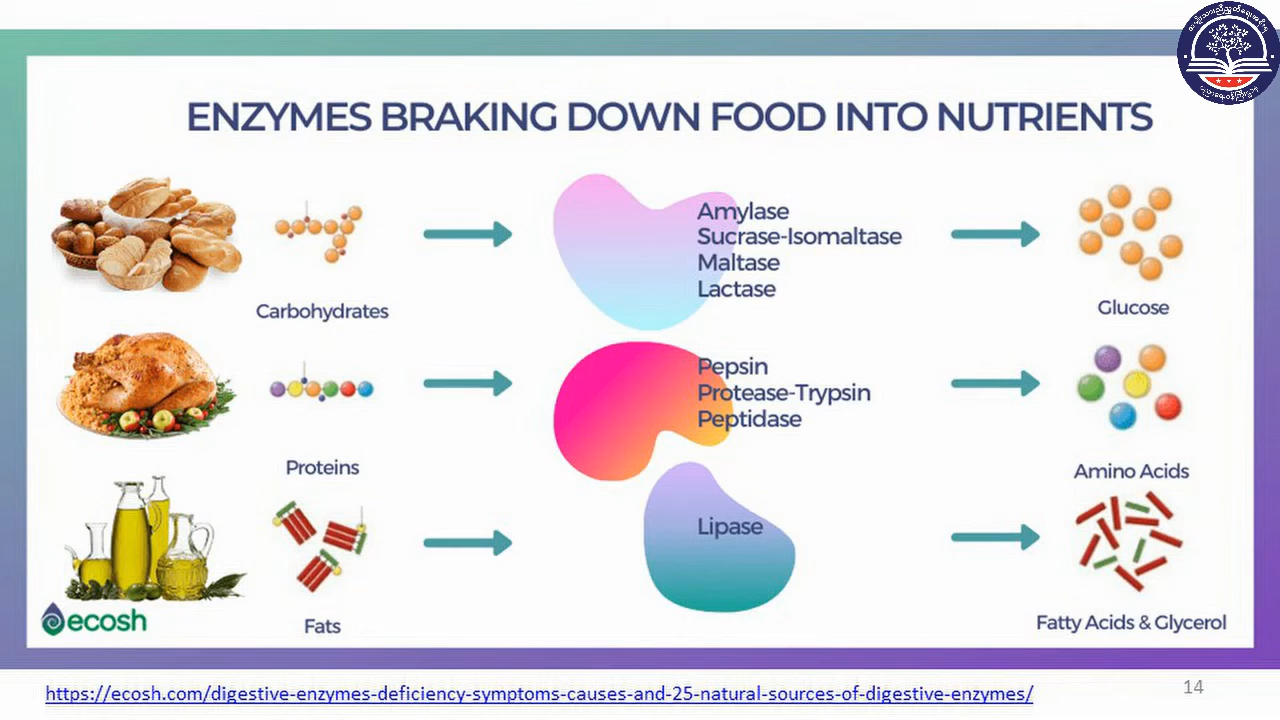 ENZYMES BRAKING DOWN FOOD INTO NUTRIENTS
Amylase
Sucrase-Isomaltase
Maltase
Lactase
Carbohydrates
Glucose
Pepsin
Protease-Trypsin
Peptidase
Proteins
Amino Acids
Lipase
ecosh
Fats
Fatty Acids & Glycerol
https://ecosh.com/digestive-enzymes-deficiency-symptoms-causes-and-25-natural-sources-of-digestive-enzymes/
14